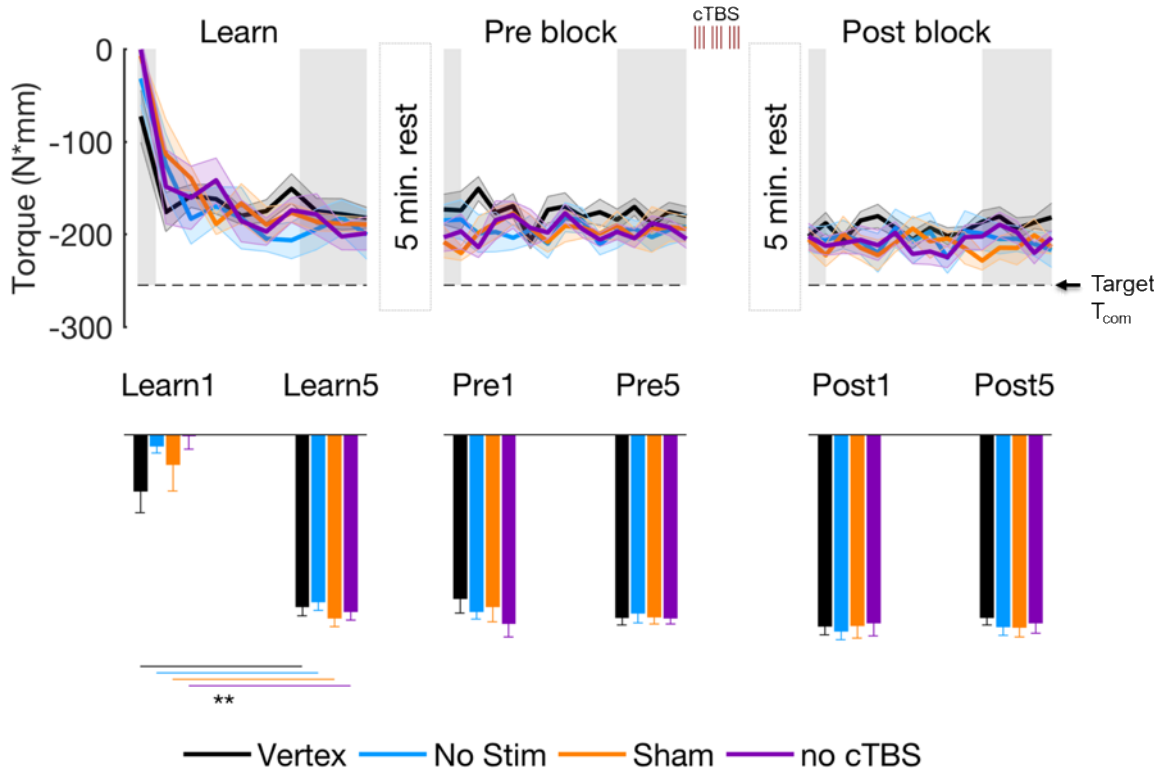 cTBS
Learn
Pre block
Post block
0
-100
-200
-300
Torque (N*mm)
5 min. rest
5 min. rest
Target
Tcom
Learn1
Learn5
Pre1
Pre5
Post1
Post5
**
Vertex
No Stim
Sham
no cTBS